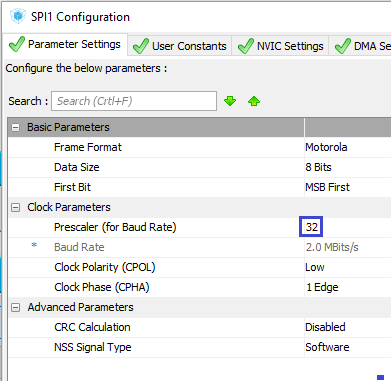 SPI1 Configuration
Parameter Settings User Constants NVIC Settings DMA Se
Configure the below parameters :
Search : Search (Crtl+F)
Basic Parameters
Frame Format Motorola
Data Size 8 Bits
First Bit MSB First
Clock Parameters
Prescaler (for Baud Rate) 32
* Baud Rate 2.0 MBits/s
Clock Polarity (CPOL) Low
Clock Phase (CPHA) 1 Edge
Advanced Parameters
CRC Calculation Disabled
NSS Signal Type Software